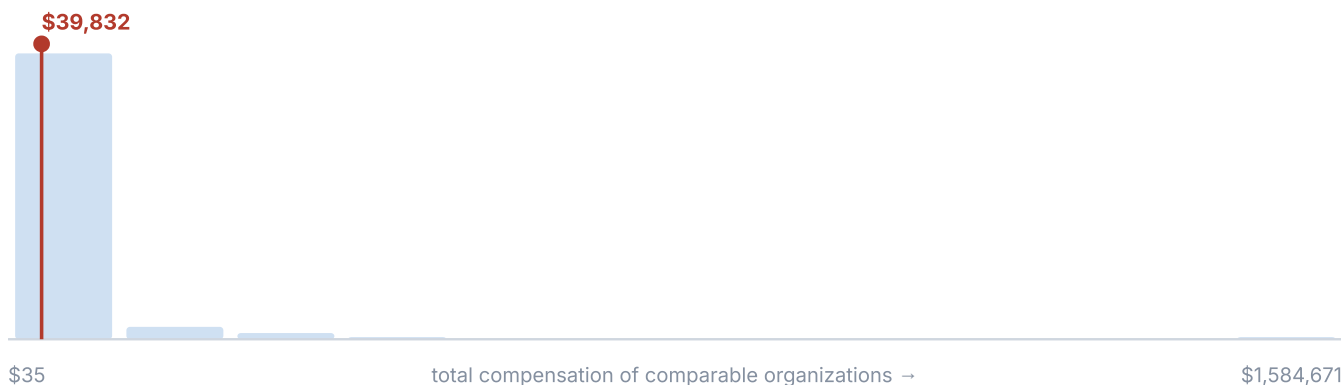 $39,832
$35
total compensation of comparable organizations →
$1,584,671